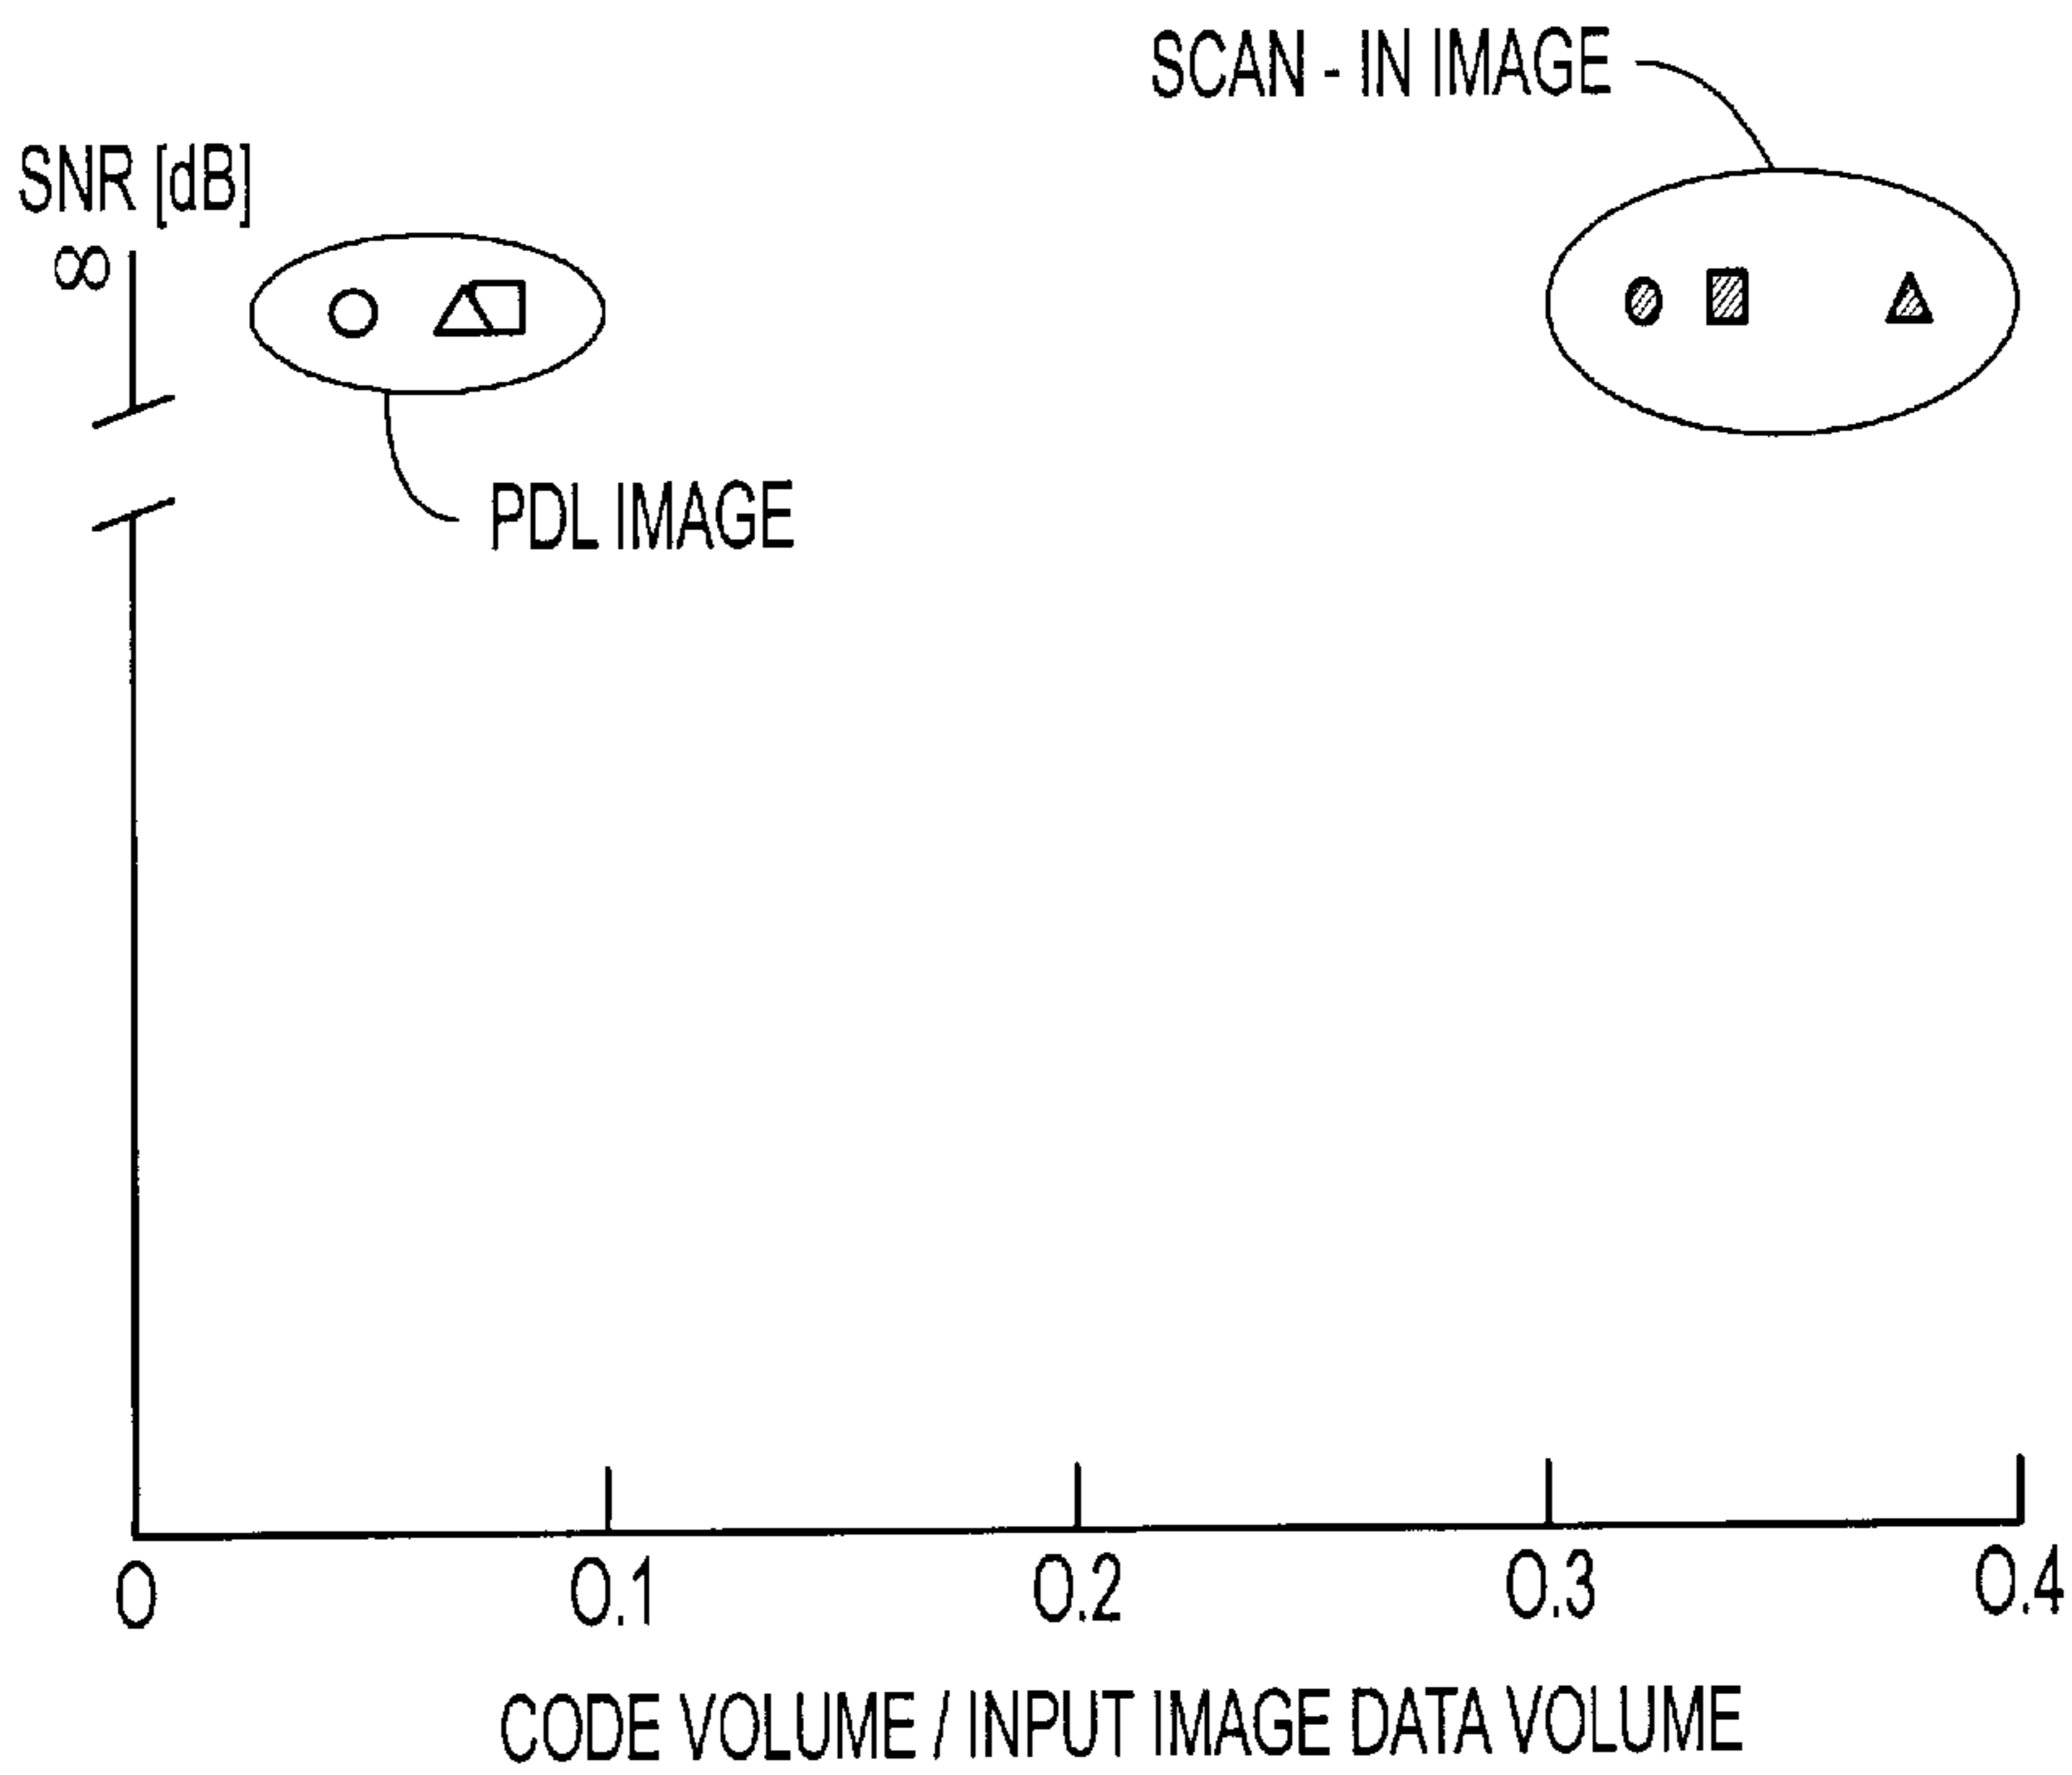 SCAN - IN IMAGE
SNR [dB]
∞
PDL IMAGE
0 0.1 0.2 0.3 0.4
CODE VOLUME / INPUT IMAGE DATA VOLUME